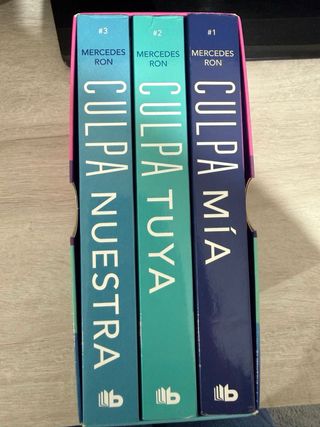 #3
MERCEDES
RON
CULPA NUESTRA
b
#2
MERCEDES
RON
CULPA TUYA
b
#1
MERCEDES
RON
CULPA MÍA
b